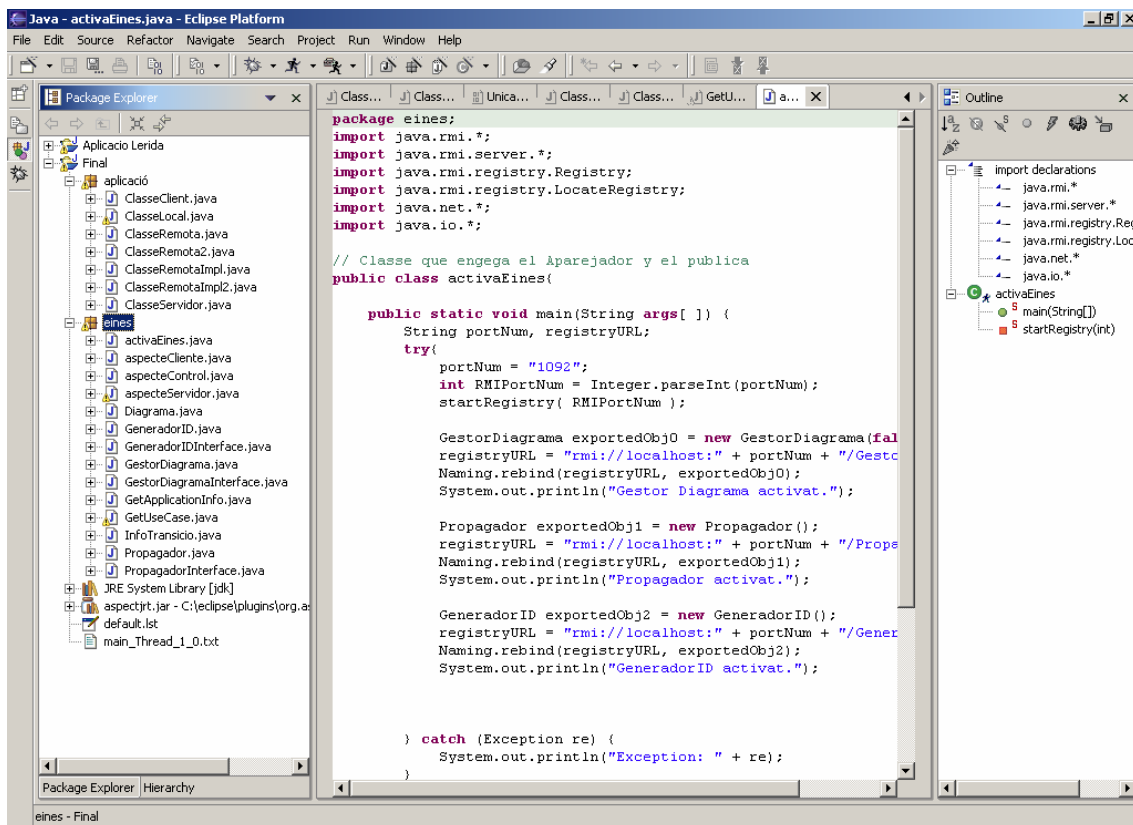 Java - activaEines.java - Eclipse Platform
File Edit Source Refactor Navigate Search Project Run Window Help
Package Explorer
Aplicacio Lerida
Final
aplicació
ClasseClient.java
ClasseLocal.java
ClasseRemota.java
ClasseRemota2.java
ClasseRemotaImpl.java
ClasseRemotaImpl2.java
ClasseServidor.java
eines
activaEines.java
aspecteCliente.java
aspecteControl.java
aspecteServidor.java
Diagrama.java
GeneradorID.java
GeneradorIDInterface.java
GestorDiagrama.java
GestorDiagramaInterface.java
GetApplicationInfo.java
GetUseCase.java
InfoTransicio.java
Propagador.java
PropagadorInterface.java
JRE System Library [jdk]
aspectjrt.jar - C:\eclipse\plugins\org.as
default.lst
main_Thread_1_0.txt
Package Explorer Hierarchy
Class... Class... Unica... Class... Class... GetU... a...
package eines;
import java.rmi.*;
import java.rmi.server.*;
import java.rmi.registry.Registry;
import java.rmi.registry.LocateRegistry;
import java.net.*;
import java.io.*;
// Classe que engega el Aparejador y el publica
public class activaEines{
public static void main(String args[ ]) {
String portNum, registryURL;
try{
portNum = "1092";
int RMIPortNum = Integer.parseInt(portNum);
startRegistry( RMIPortNum );
GestorDiagrama exportedObj0 = new GestorDiagrama(fal
registryURL = "rmi://localhost:" + portNum + "/Gesto
Naming.rebind(registryURL, exportedObj0);
System.out.println("Gestor Diagrama activat.");
Propagador exportedObj1 = new Propagador();
registryURL = "rmi://localhost:" + portNum + "/Propa
Naming.rebind(registryURL, exportedObj1);
System.out.println("Propagador activat.");
GeneradorID exportedObj2 = new GeneradorID();
registryURL = "rmi://localhost:" + portNum + "/Gener
Naming.rebind(registryURL, exportedObj2);
System.out.println("GeneradorID activat.");
} catch (Exception re) {
System.out.println("Exception: " + re);
}
Outline
import declarations
java.rmi.*
java.rmi.server.*
java.rmi.registry.Reg
java.rmi.registry.Loc
java.net.*
java.io.*
activaEines
main(String[])
startRegistry(int)
eines - Final